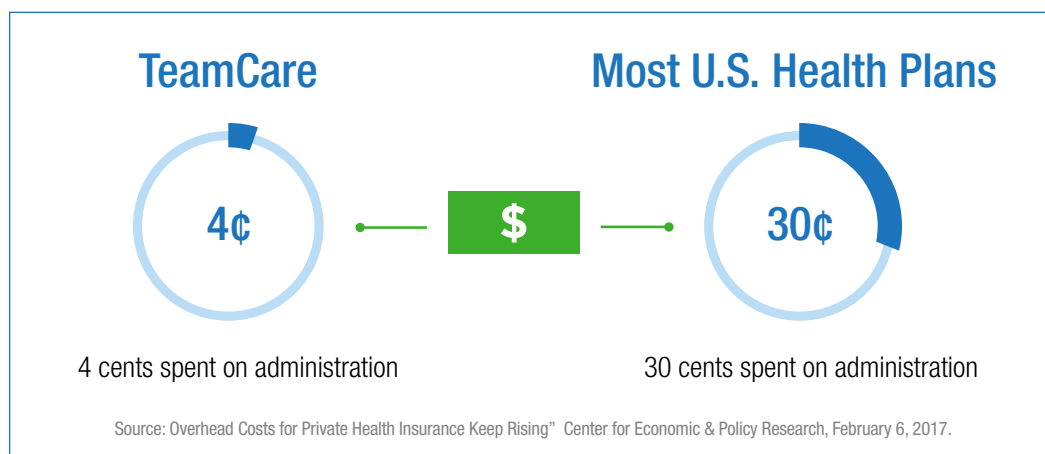 TeamCare
Most U.S. Health Plans
4¢
$
30¢
4 cents spent on administration
30 cents spent on administration
Source: Overhead Costs for Private Health Insurance Keep Rising” Center for Economic & Policy Research, February 6, 2017.